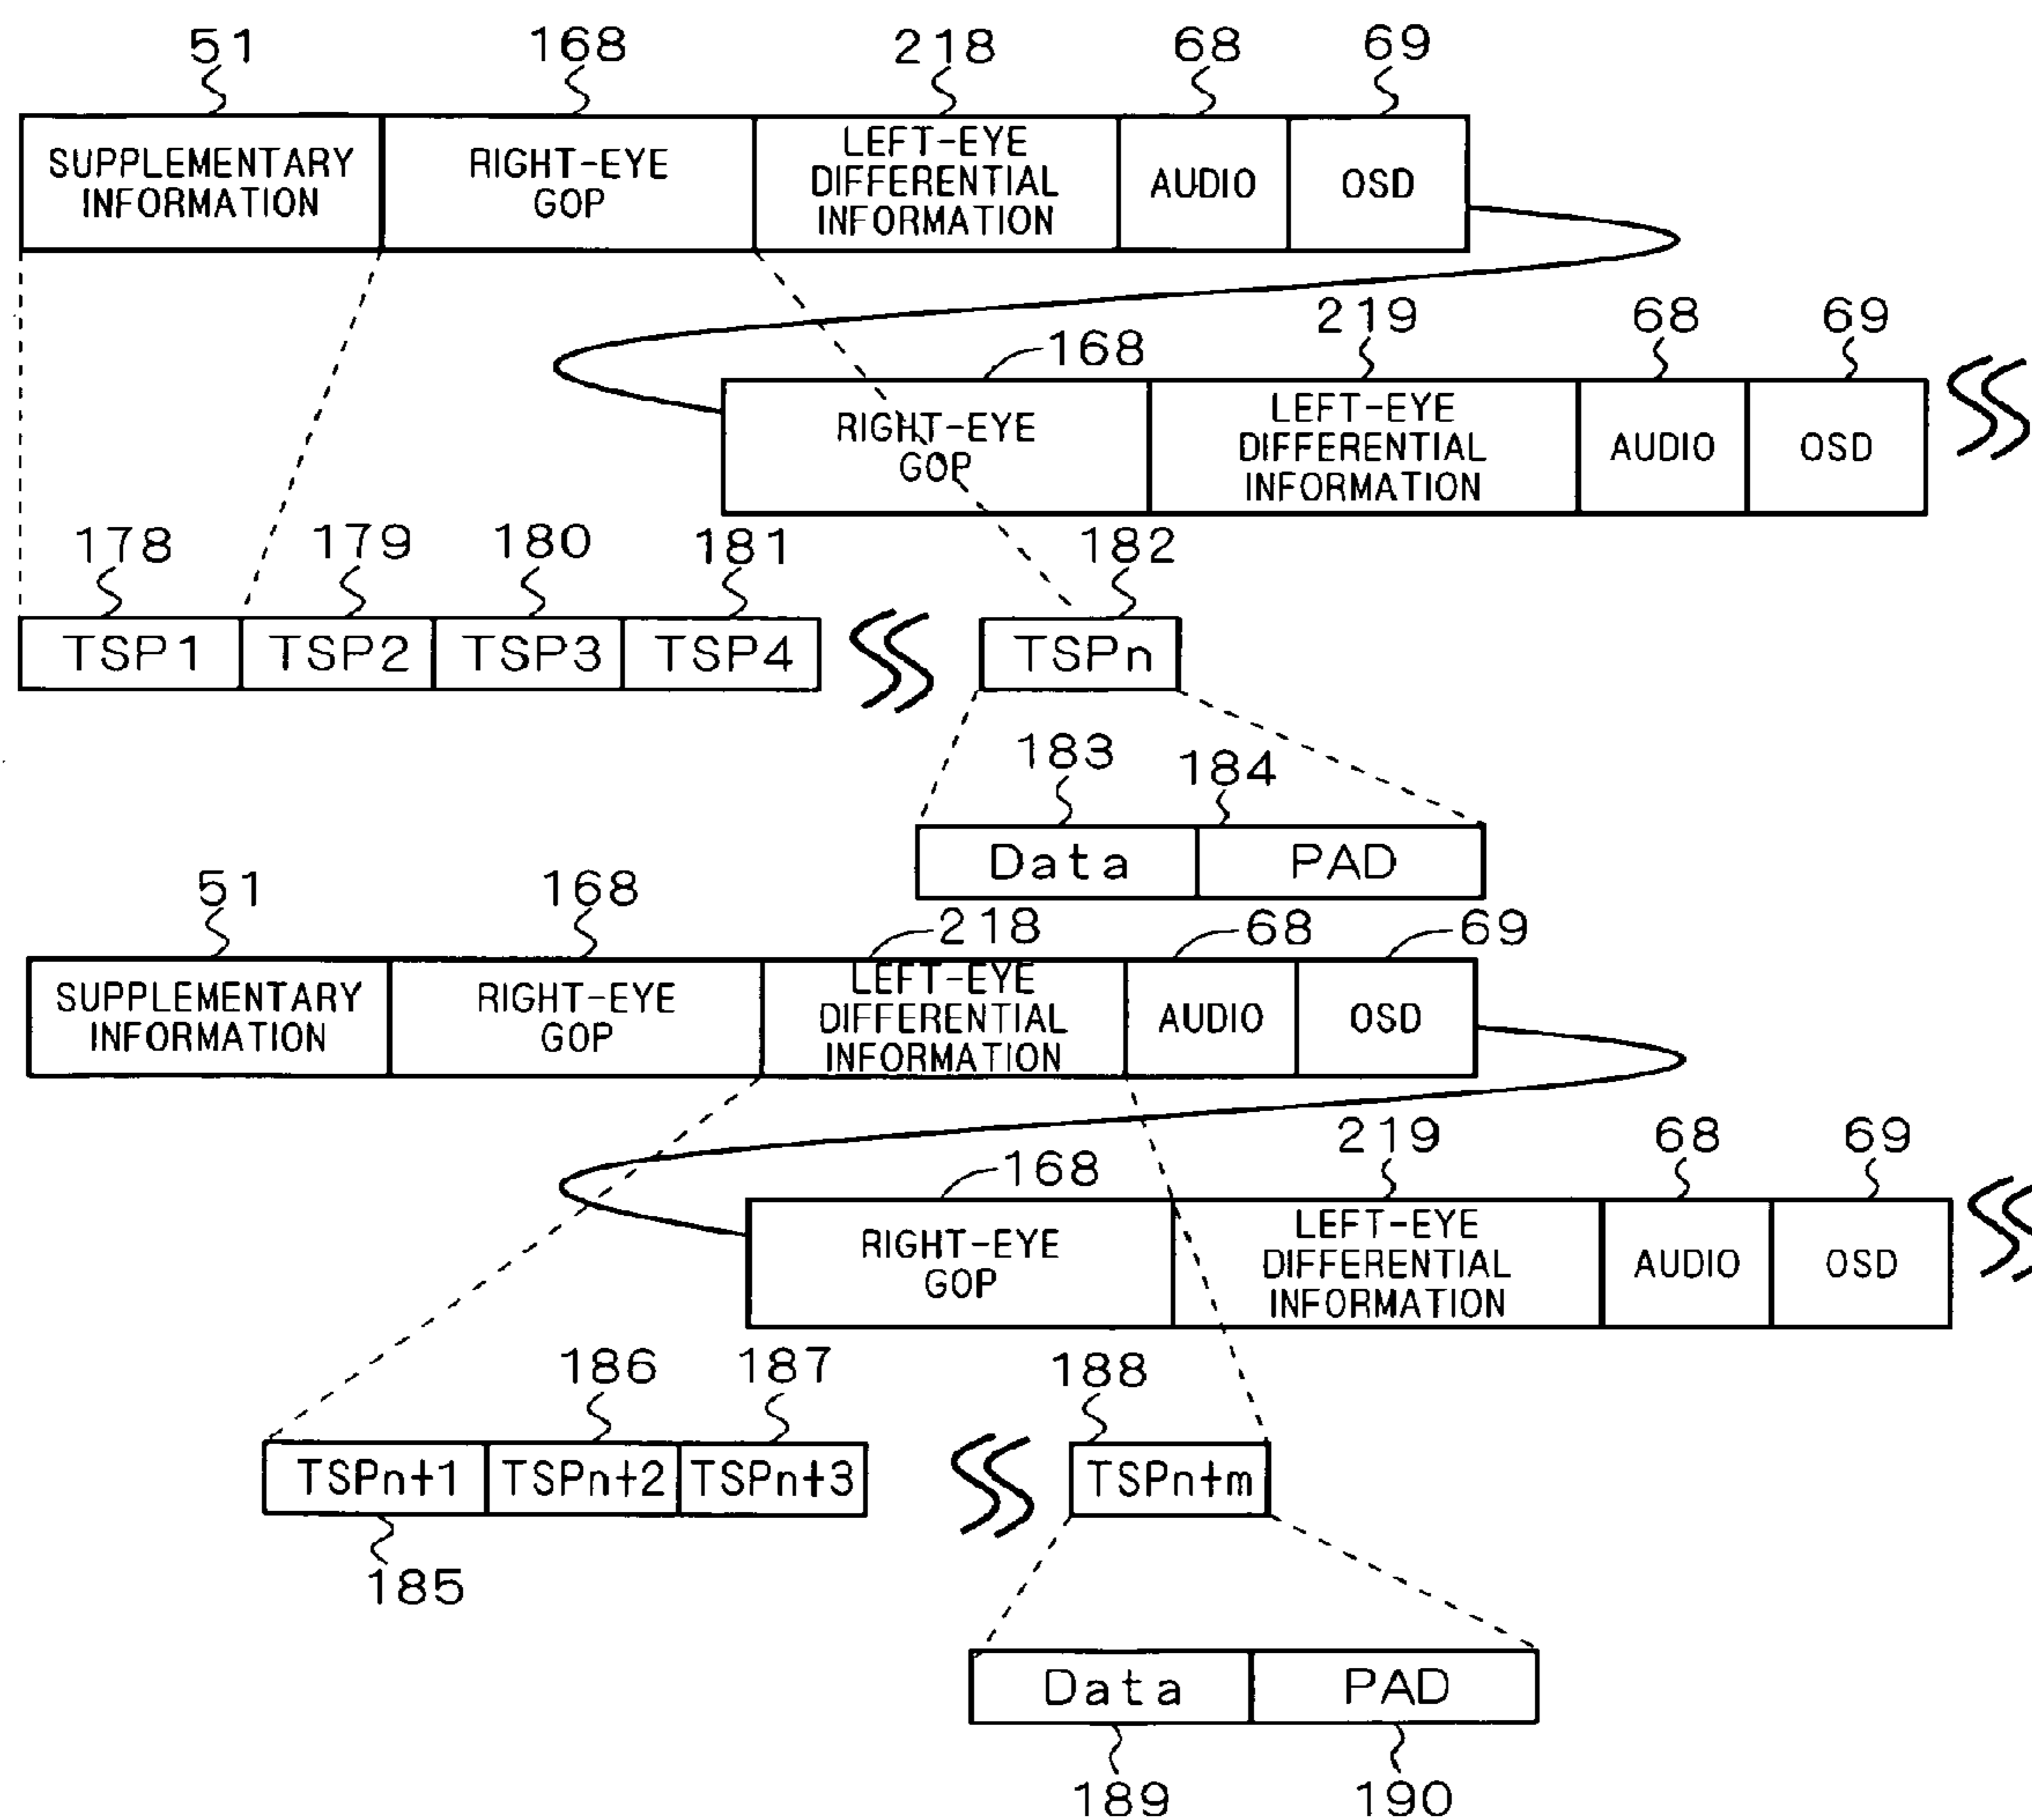 51 168 218 68 69
SUPPLEMENTARY
INFORMATION
RIGHT-EYE
GOP
LEFT-EYE
DIFFERENTIAL
INFORMATION
AUDIO
OSD
168 219 68 69
RIGHT-EYE
GOP
LEFT-EYE
DIFFERENTIAL
INFORMATION
AUDIO
OSD
178 179 180 181 182
TSP1 TSP2 TSP3 TSP4 TSPn
183 184
Data PAD
51 168 218 68 69
SUPPLEMENTARY
INFORMATION
RIGHT-EYE
GOP
LEFT-EYE
DIFFERENTIAL
INFORMATION
AUDIO
OSD
168 219 68 69
RIGHT-EYE
GOP
LEFT-EYE
DIFFERENTIAL
INFORMATION
AUDIO
OSD
186 187 188
TSPn+1 TSPn+2 TSPn+3 TSPn+m
185
Data PAD
189 190